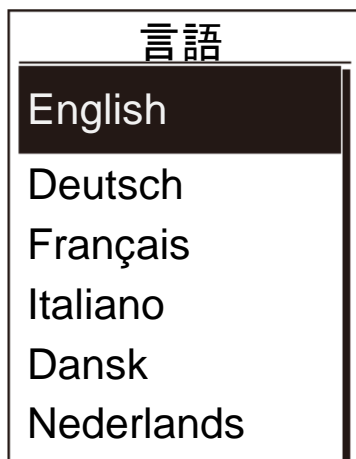 言語
English
Deutsch
Français
Italiano
Dansk
Nederlands